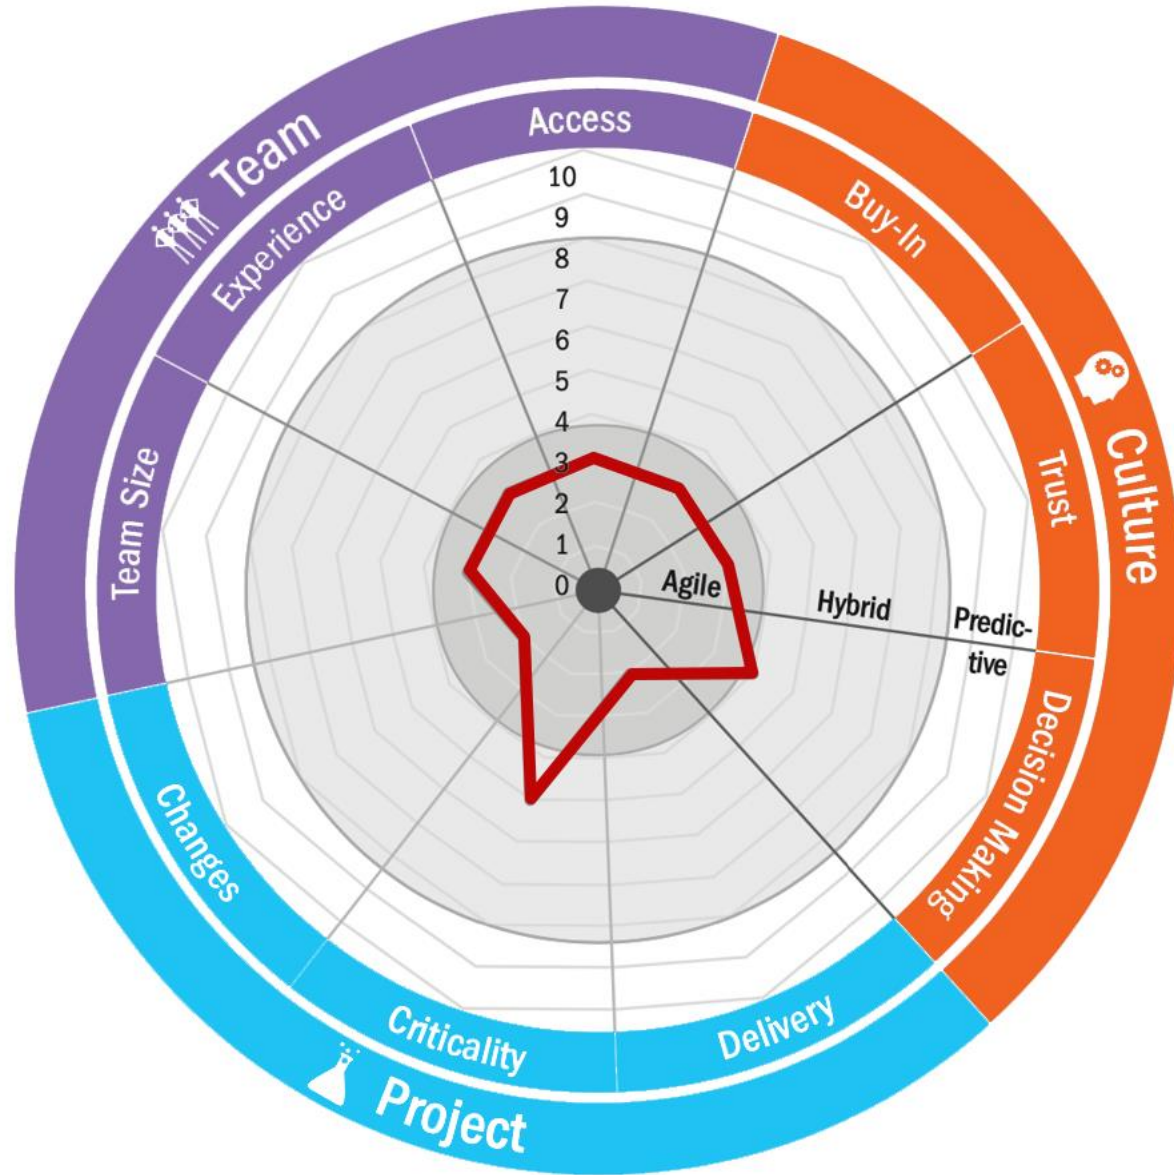 Team
Access
Experience
Team Size
Buy-In
Trust
Decision Making
Culture
Changes
Criticality
Delivery
Project
10
9
8
7
6
5
4
3
2
1
0
Agile
Hybrid
Predic-
tive